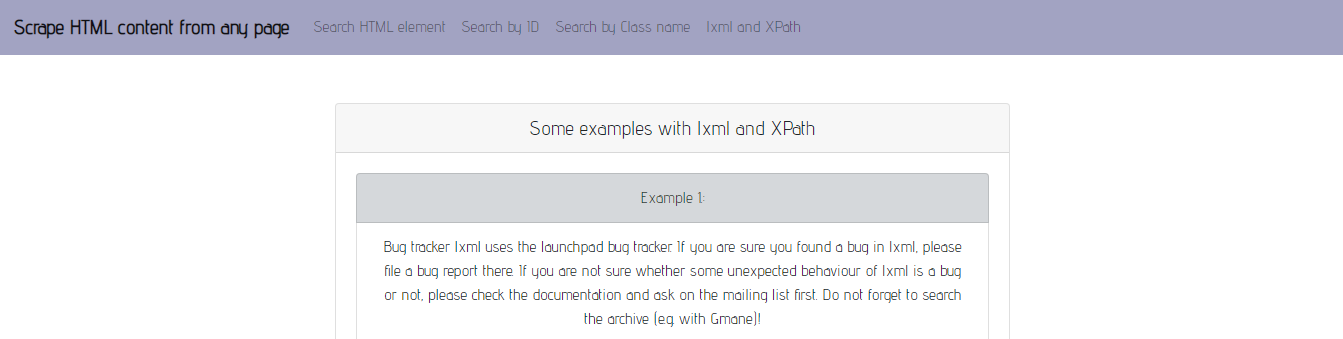 Scrape HTML content from any page Search HTML element Search by ID Search by Class name lxml and XPath
Some examples with lxml and XPath
Example 1:
Bug tracker lxml uses the launchpad bug tracker. If you are sure you found a bug in lxml, please
file a bug report there. If you are not sure whether some unexpected behaviour of lxml is a bug
or not, please check the documentation and ask on the mailing list first. Do not forget to search
the archive (e.g. with Gmane)!